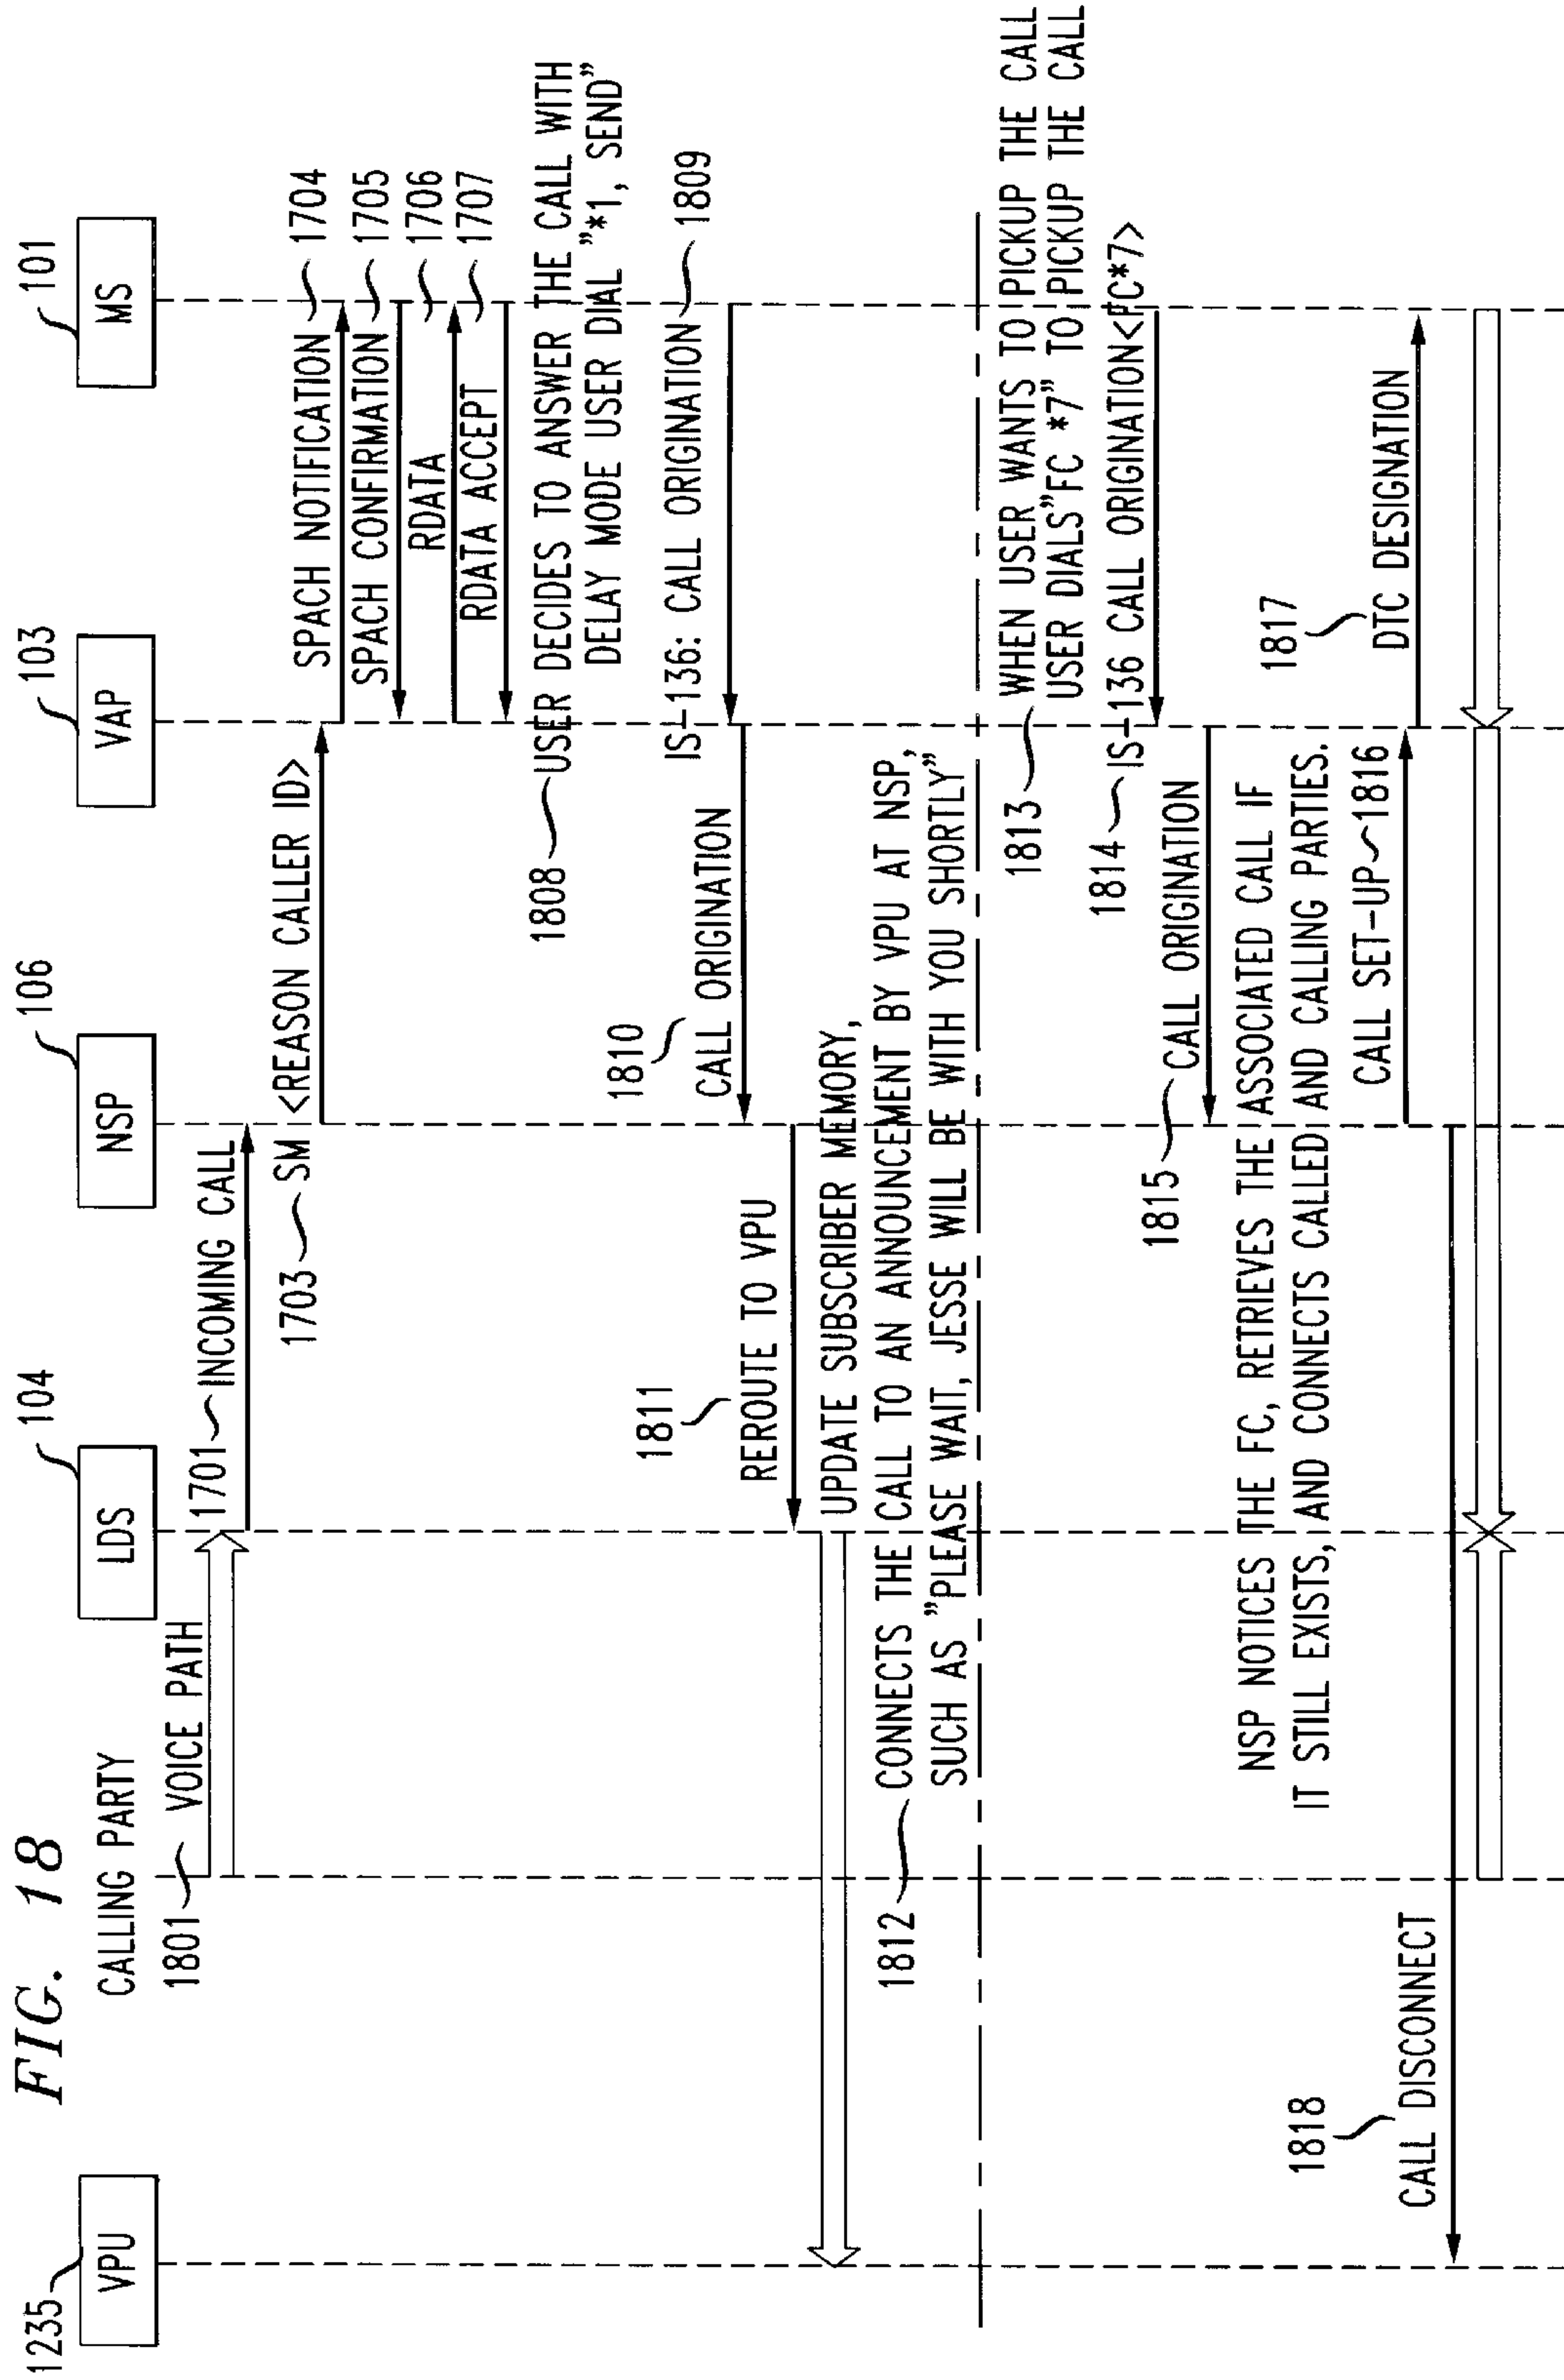 FIG. 18
1235
VPU
CALLING PARTY
104
LDS
106
NSP
103
VAP
101
MS
1801 VOICE PATH
1701 INCOMING CALL
1703 SM <REASON CALLER ID>
SPACH NOTIFICATION 1704
SPACH CONFIRMATION 1705
RDATA 1706
RDATA ACCEPT 1707
1808 USER DECIDES TO ANSWER THE CALL WITH
DELAY MODE USER DIAL "*1, SEND"
IS-136: CALL ORIGINATION 1809
1810
CALL ORIGINATION
1811
REROUTE TO VPU
UPDATE SUBSCRIBER MEMORY,
1812 CONNECTS THE CALL TO AN ANNOUNCEMENT BY VPU AT NSP,
SUCH AS "PLEASE WAIT, JESSE WILL BE WITH YOU SHORTLY"
1813 WHEN USER WANTS TO PICKUP THE CALL
USER DIALS"FC *7" TO PICKUP THE CALL
1814 IS-136 CALL ORIGINATION<FC*7>
1815 CALL ORIGINATION
NSP NOTICES THE FC, RETRIEVES THE ASSOCIATED CALL IF
IT STILL EXISTS, AND CONNECTS CALLED AND CALLING PARTIES.
CALL SET-UP 1816
1817
DTC DESIGNATION
1818
CALL DISCONNECT